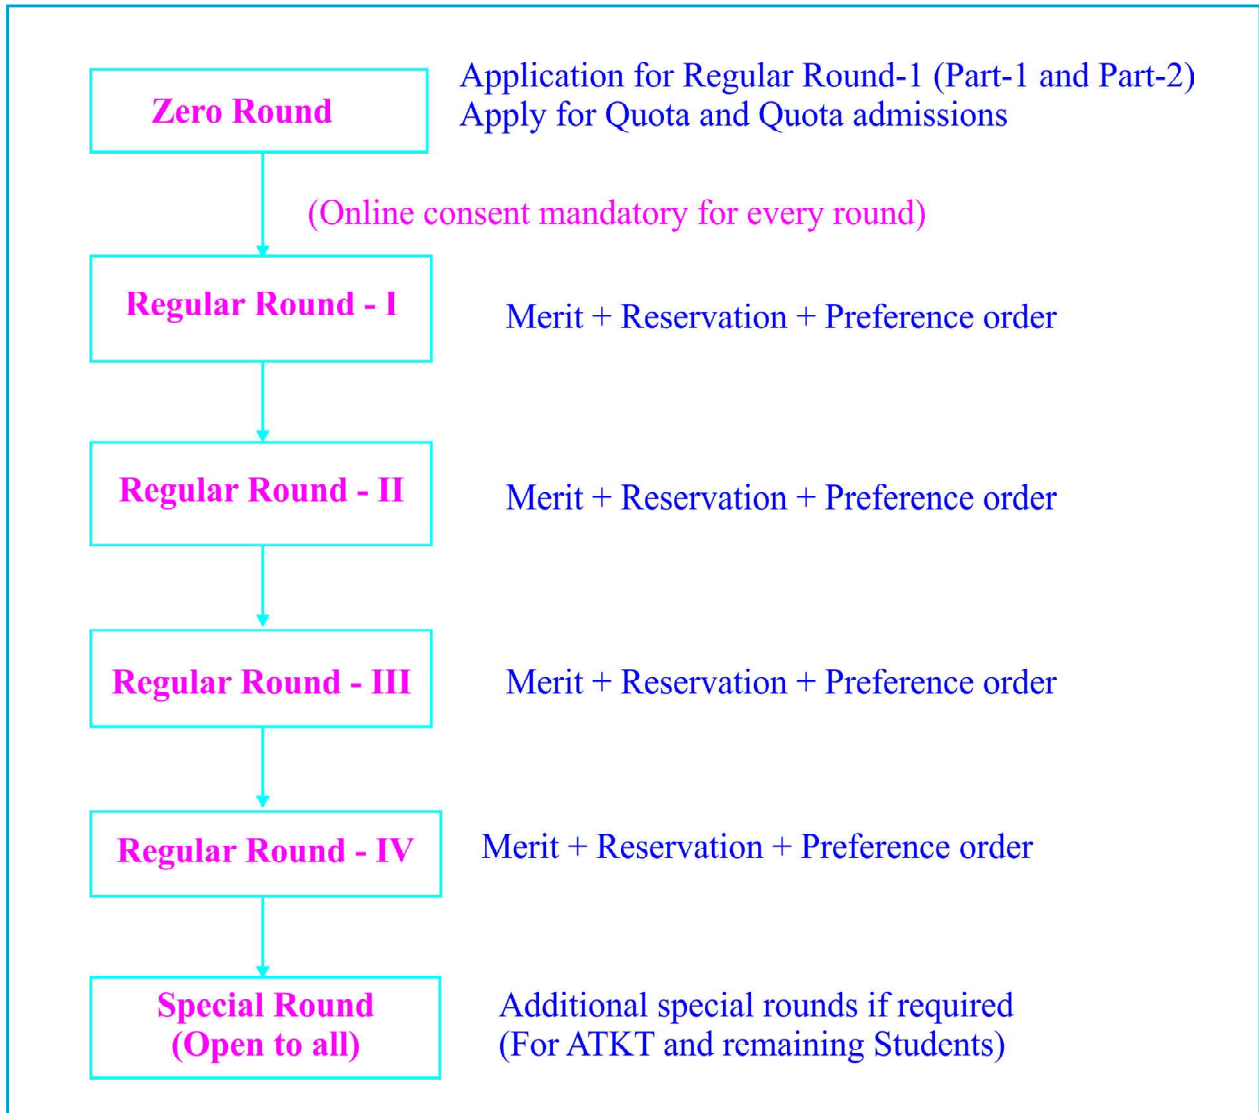 Zero Round
Application for Regular Round-1 (Part-1 and Part-2)
Apply for Quota and Quota admissions
(Online consent mandatory for every round)
Regular Round - I
Merit + Reservation + Preference order
Regular Round - II
Merit + Reservation + Preference order
Regular Round - III
Merit + Reservation + Preference order
Regular Round - IV
Merit + Reservation + Preference order
Special Round
(Open to all)
Additional special rounds if required
(For ATKT and remaining Students)